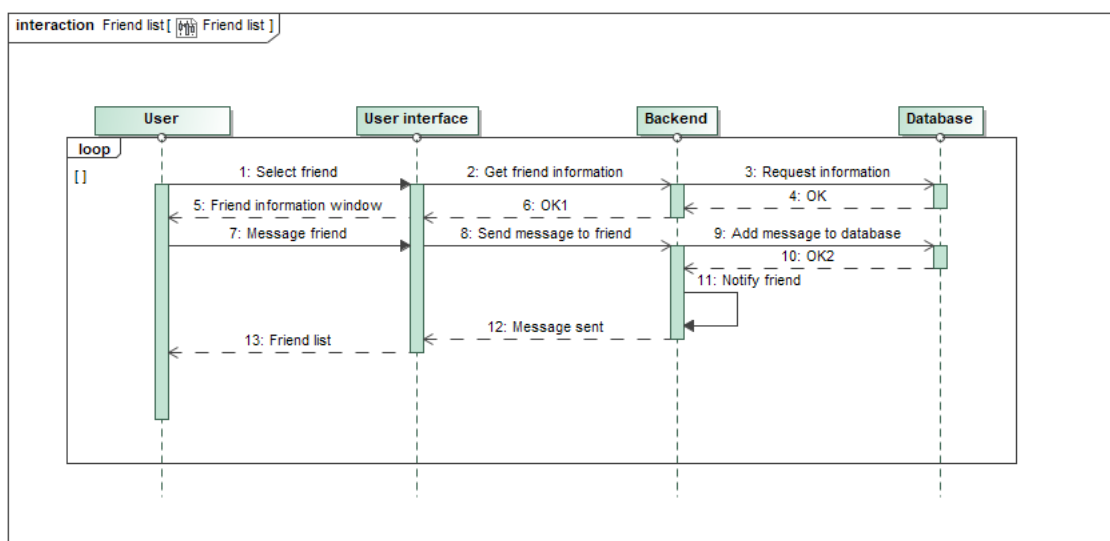 interaction Friend list [ Friend list ]
User
User interface
Backend
Database
loop
[ ]
1: Select friend
2: Get friend information
3: Request information
4: OK
5: Friend information window
6: OK1
7: Message friend
8: Send message to friend
9: Add message to database
10: OK2
11: Notify friend
12: Message sent
13: Friend list